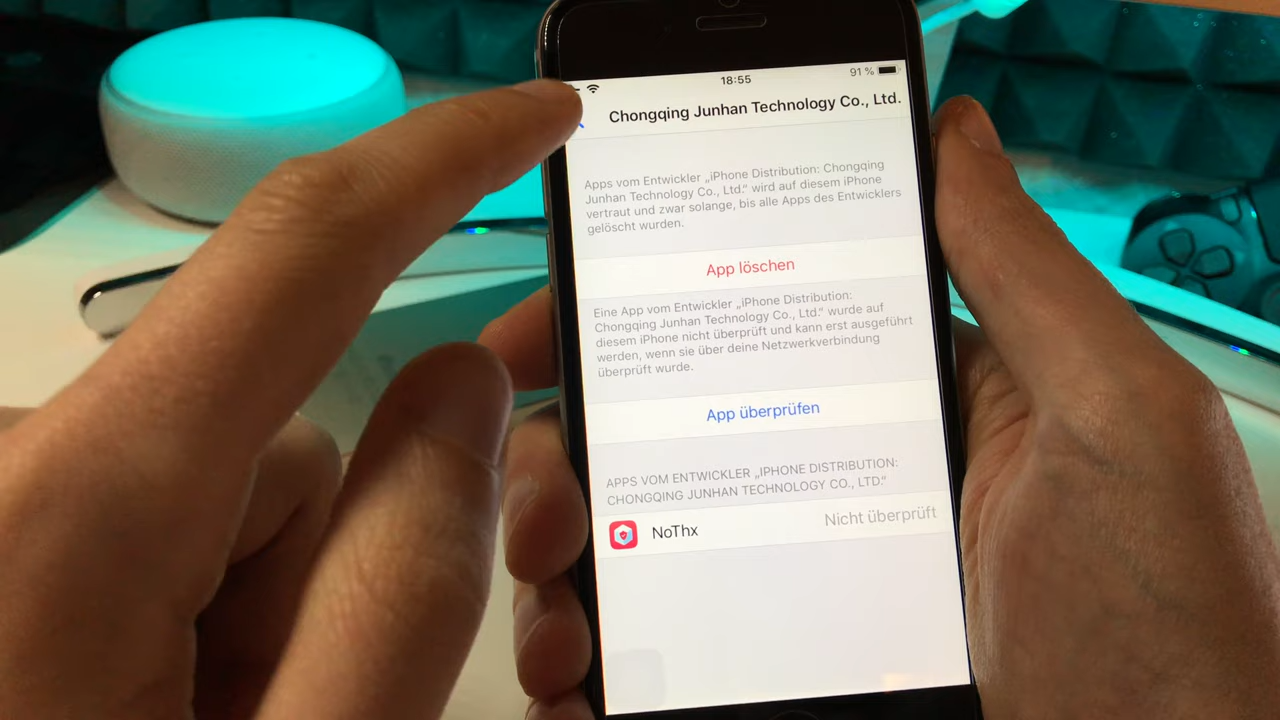 18:55
91 %
Chongqing Junhan Technology Co., Ltd.
Apps vom Entwickler „iPhone Distribution: Chongqing
Junhan Technology Co., Ltd.“ wird auf diesem iPhone
vertraut und zwar solange, bis alle Apps des Entwicklers
gelöscht wurden.
App löschen
Eine App vom Entwickler „iPhone Distribution:
Chongqing Junhan Technology Co., Ltd.“ wurde auf
diesem iPhone nicht überprüft und kann erst ausgeführt
werden, wenn sie über deine Netzwerkverbindung
überprüft wurde.
App überprüfen
APPS VOM ENTWICKLER „IPHONE DISTRIBUTION:
CHONGQING JUNHAN TECHNOLOGY CO., LTD.“
NoThx Nicht überprüft